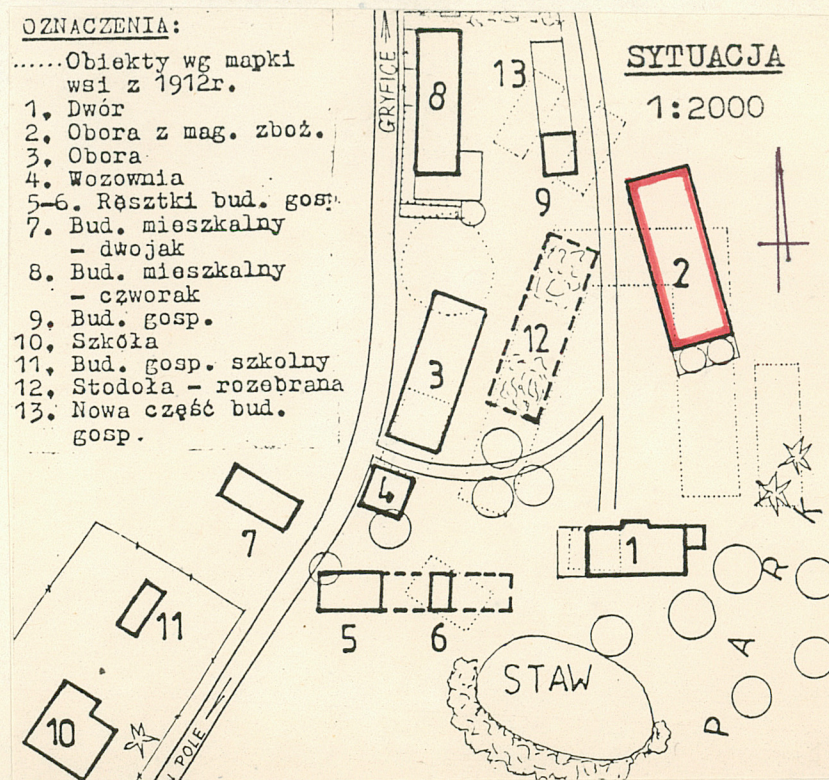 OZNACZENIA:
......Obiekty wg mapki
wsi z 1912r.
1. Dwór
2. Obora z mag. zboż.
3. Obora
4. Wozownia
5-6. Resztki bud. gosp.
7. Bud. mieszkalny
- dwojak
8. Bud. mieszkalny
- czworak
9. Bud. gosp.
10. Szkoła
11. Bud. gosp. szkolny
12. Stodoła - rozebrana
13. Nowa część bud.
gosp.
SYTUACJA
1:2000
GRYFICE
8
13
9
2
12
3
4
7
1
11
5
6
10
STAW
PARK
POLE